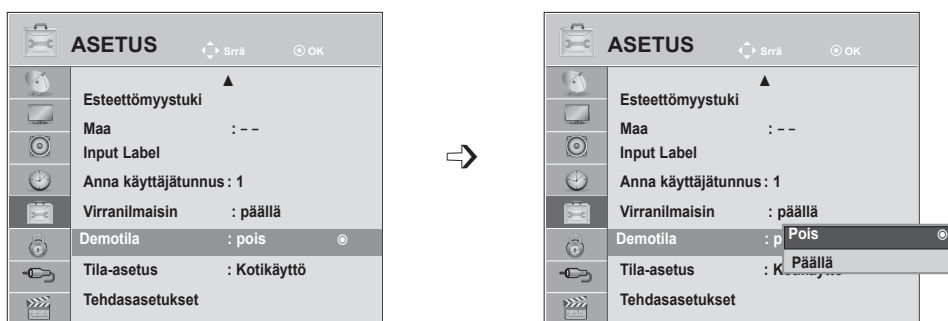 ASETUS Srrä OK
▲
Esteettömyystuki
Maa : – –
Input Label
Anna käyttäjätunnus : 1
Virranilmaisin : päällä
Demotila : pois
Tila-asetus : Kotikäyttö
Tehdasasetukset
ASETUS Srrä OK
▲
Esteettömyystuki
Maa : – –
Input Label
Anna käyttäjätunnus : 1
Virranilmaisin : päällä
Demotila : p
Pois
Päällä
Tila-asetus
Tehdasasetukset